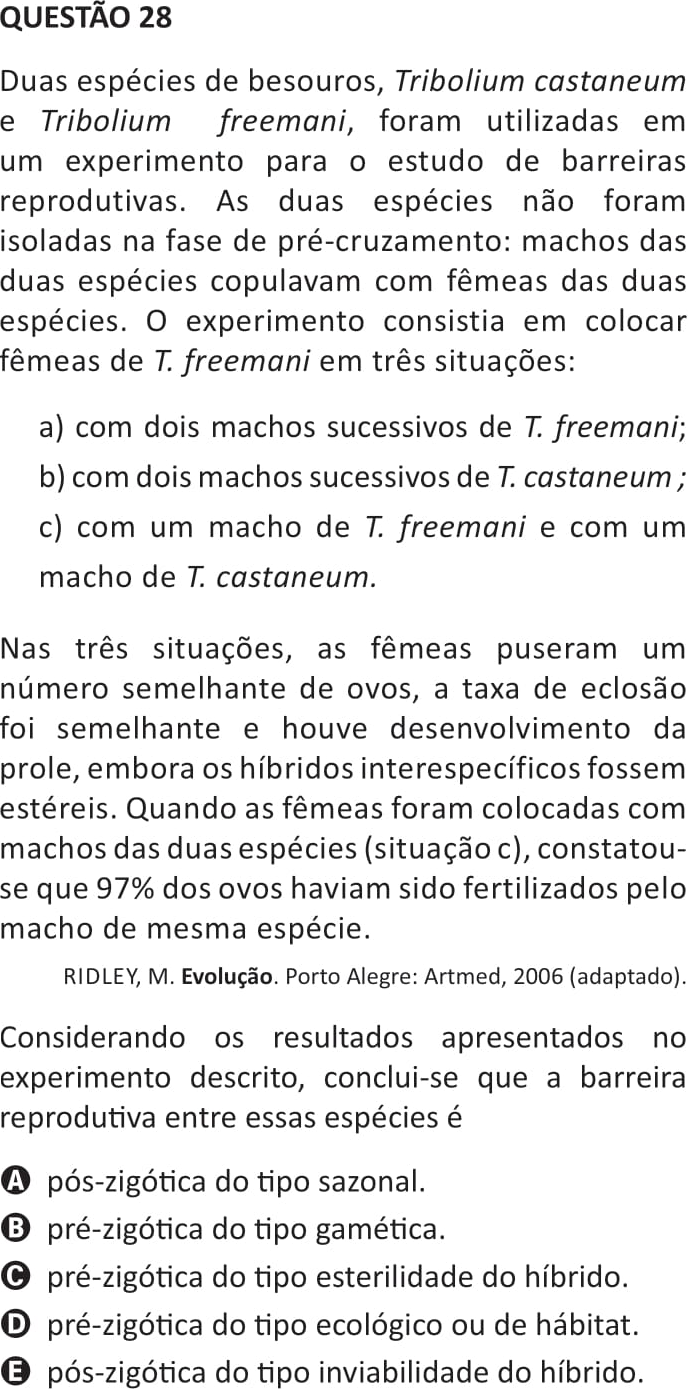 QUESTÃO 28
Duas espécies de besouros, Tribolium castaneum
e Tribolium freemani, foram utilizadas em
um experimento para o estudo de barreiras
reprodutivas. As duas espécies não foram
isoladas na fase de pré-cruzamento: machos das
duas espécies copulavam com fêmeas das duas
espécies. O experimento consistia em colocar
fêmeas de T. freemani em três situações:
a) com dois machos sucessivos de T. freemani;
b) com dois machos sucessivos de T. castaneum ;
c) com um macho de T. freemani e com um
macho de T. castaneum.
Nas três situações, as fêmeas puseram um
número semelhante de ovos, a taxa de eclosão
foi semelhante e houve desenvolvimento da
prole, embora os híbridos interespecíficos fossem
estéreis. Quando as fêmeas foram colocadas com
machos das duas espécies (situação c), constatou-
se que 97% dos ovos haviam sido fertilizados pelo
macho de mesma espécie.
RIDLEY, M. Evolução. Porto Alegre: Artmed, 2006 (adaptado).
Considerando os resultados apresentados no
experimento descrito, conclui-se que a barreira
reprodutiva entre essas espécies é
A pós-zigótica do tipo sazonal.
B pré-zigótica do tipo gamética.
C pré-zigótica do tipo esterilidade do híbrido.
D pré-zigótica do tipo ecológico ou de hábitat.
E pós-zigótica do tipo inviabilidade do híbrido.